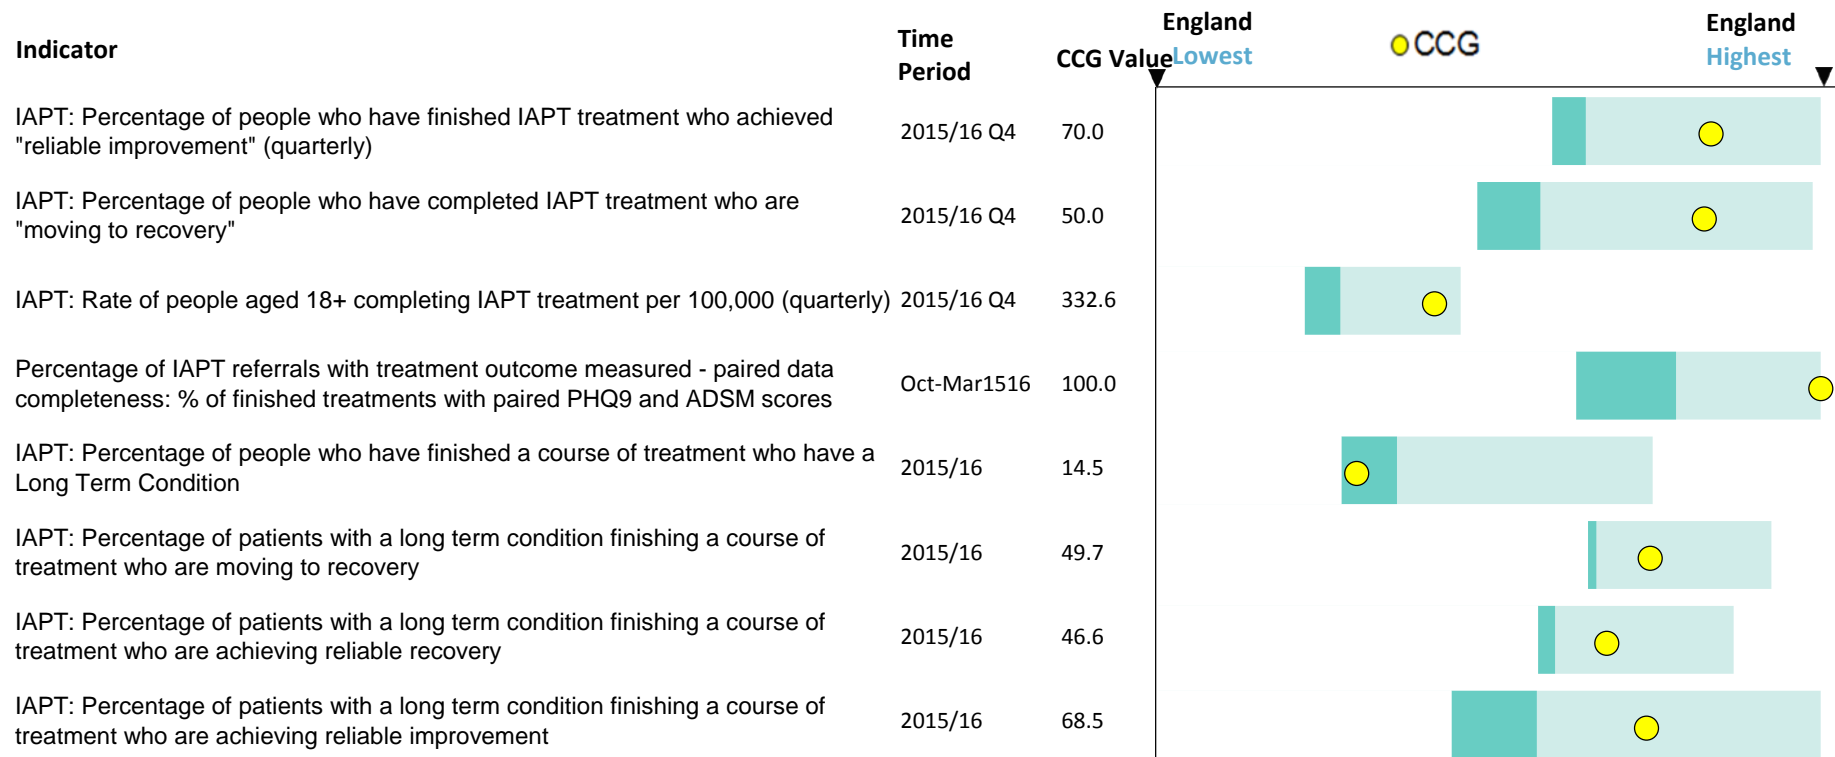 England England
Indicator Time Period CCG Value Lowest CCG Highest
IAPT: Percentage of people who have finished IAPT treatment who achieved
"reliable improvement" (quarterly) 2015/16 Q4 70.0
IAPT: Percentage of people who have completed IAPT treatment who are
"moving to recovery" 2015/16 Q4 50.0
IAPT: Rate of people aged 18+ completing IAPT treatment per 100,000 (quarterly) 2015/16 Q4 332.6
Percentage of IAPT referrals with treatment outcome measured - paired data
completeness: % of finished treatments with paired PHQ9 and ADSM scores Oct-Mar1516 100.0
IAPT: Percentage of people who have finished a course of treatment who have a
Long Term Condition 2015/16 14.5
IAPT: Percentage of patients with a long term condition finishing a course of
treatment who are moving to recovery 2015/16 49.7
IAPT: Percentage of patients with a long term condition finishing a course of
treatment who are achieving reliable recovery 2015/16 46.6
IAPT: Percentage of patients with a long term condition finishing a course of
treatment who are achieving reliable improvement 2015/16 68.5